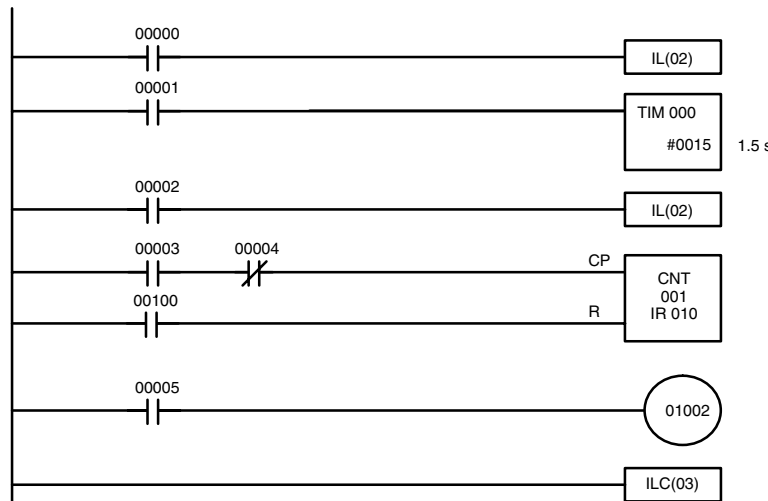 00000
IL(02)
00001
TIM 000
#0015 1.5 s
00002
IL(02)
00003 00004
CP
CNT
001
IR 010
00100
R
00005
01002
ILC(03)